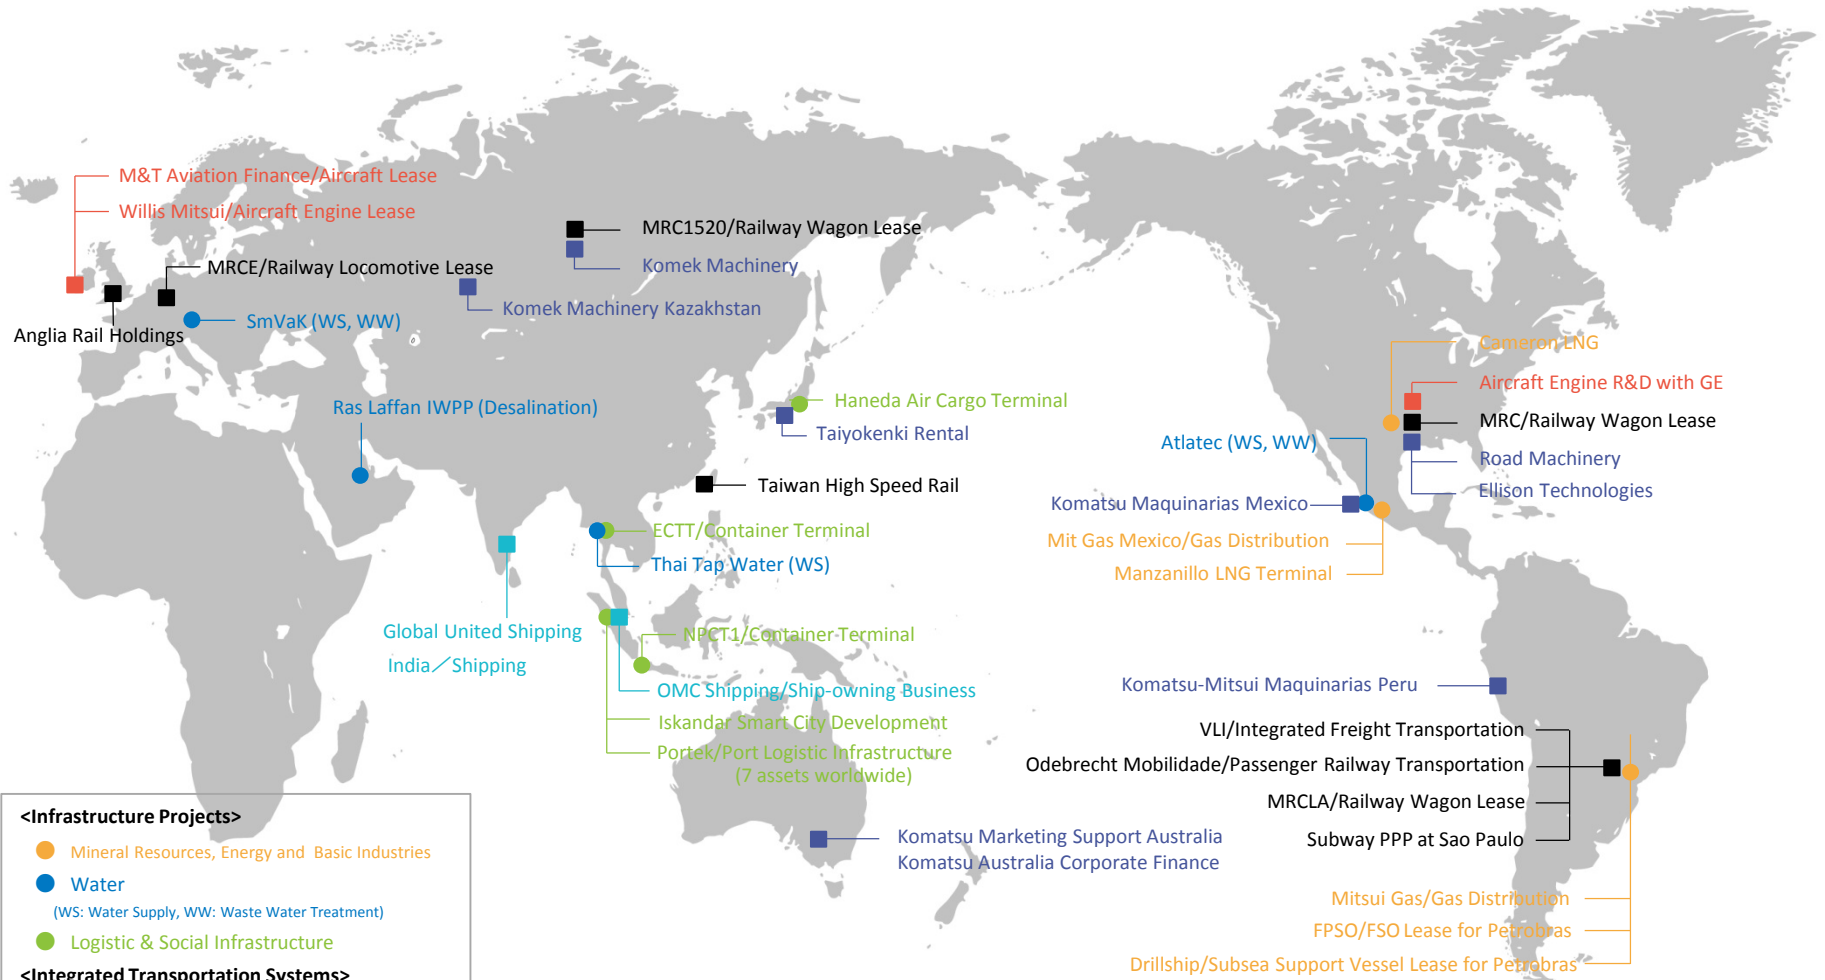 M&T Aviation Finance/Aircraft Lease
Willis Mitsui/Aircraft Engine Lease
MRC1520/Railway Wagon Lease
Komek Machinery
MRCE/Railway Locomotive Lease
Komek Machinery Kazakhstan
SmVaK (WS, WW)
Anglia Rail Holdings
Cameron LNG
Aircraft Engine R&D with GE
Ras Laffan IWPP (Desalination)
Haneda Air Cargo Terminal
MRC/Railway Wagon Lease
Taiyokenki Rental
Atlatec (WS, WW)
Road Machinery
Taiwan High Speed Rail
Ellison Technologies
Komatsu Maquinarias Mexico
ECTT/Container Terminal
Mit Gas Mexico/Gas Distribution
Thai Tap Water (WS)
Manzanillo LNG Terminal
Global United Shipping
India／Shipping
NPCT1/Container Terminal
OMC Shipping/Ship-owning Business
Komatsu-Mitsui Maquinarias Peru
Iskandar Smart City Development
VLI/Integrated Freight Transportation
Portek/Port Logistic Infrastructure
(7 assets worldwide)
Odebrecht Mobilidade/Passenger Railway Transportation
MRCLA/Railway Wagon Lease
Subway PPP at Sao Paulo
Komatsu Marketing Support Australia
Komatsu Australia Corporate Finance
Mitsui Gas/Gas Distribution
FPSO/FSO Lease for Petrobras
Drillship/Subsea Support Vessel Lease for Petrobras
<Infrastructure Projects>
Mineral Resources, Energy and Basic Industries
Water
(WS: Water Supply, WW: Waste Water Treatment)
Logistic & Social Infrastructure
<Integrated Transportation Systems>